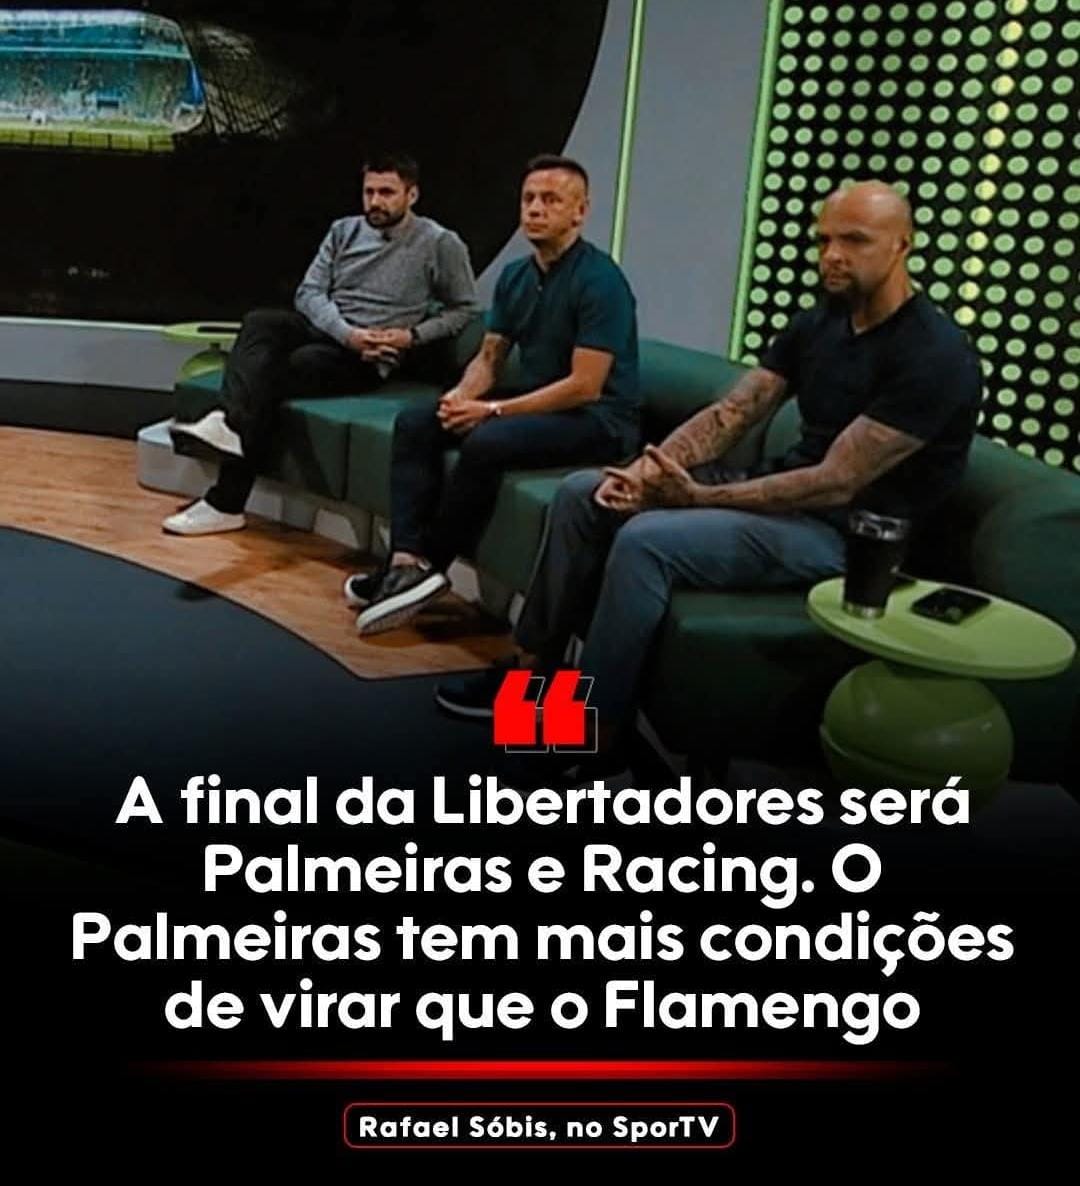 A final da Libertadores será
Palmeiras e Racing. O
Palmeiras tem mais condições
de virar que o Flamengo
Rafael Sóbis, no SporTV